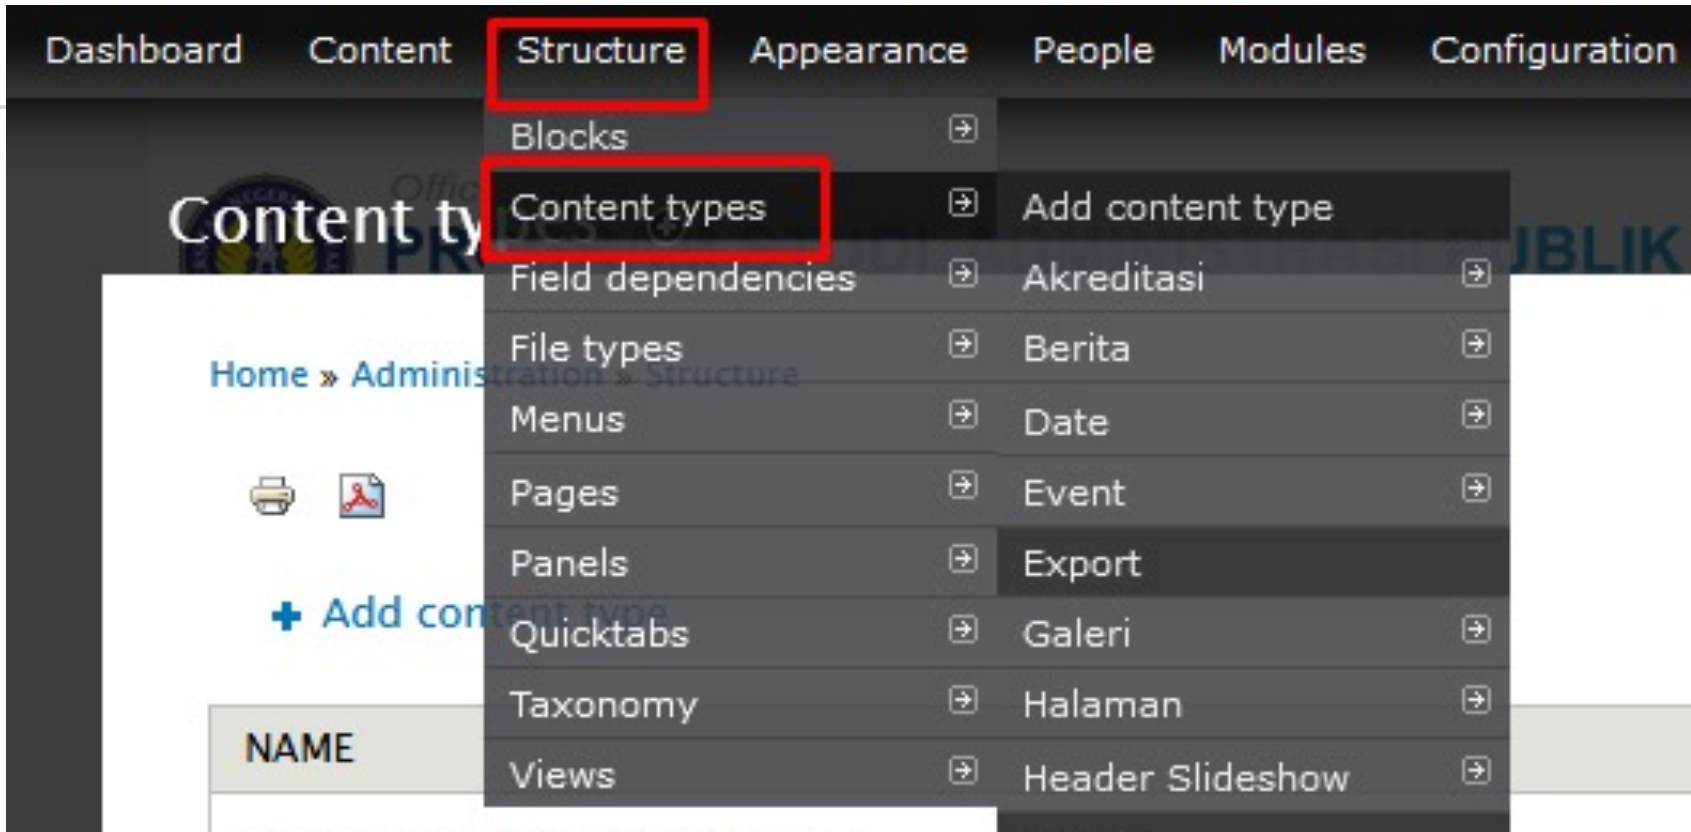 Dashboard Content Structure Appearance People Modules Configuration
Blocks
Content types
Field dependencies
File types
Menus
Pages
Panels
Quicktabs
Taxonomy
Views
Add content type
Akreditasi
Berita
Date
Event
Export
Galeri
Halaman
Header Slideshow
Content types
Home » Administration » Structure
Add content type
NAME